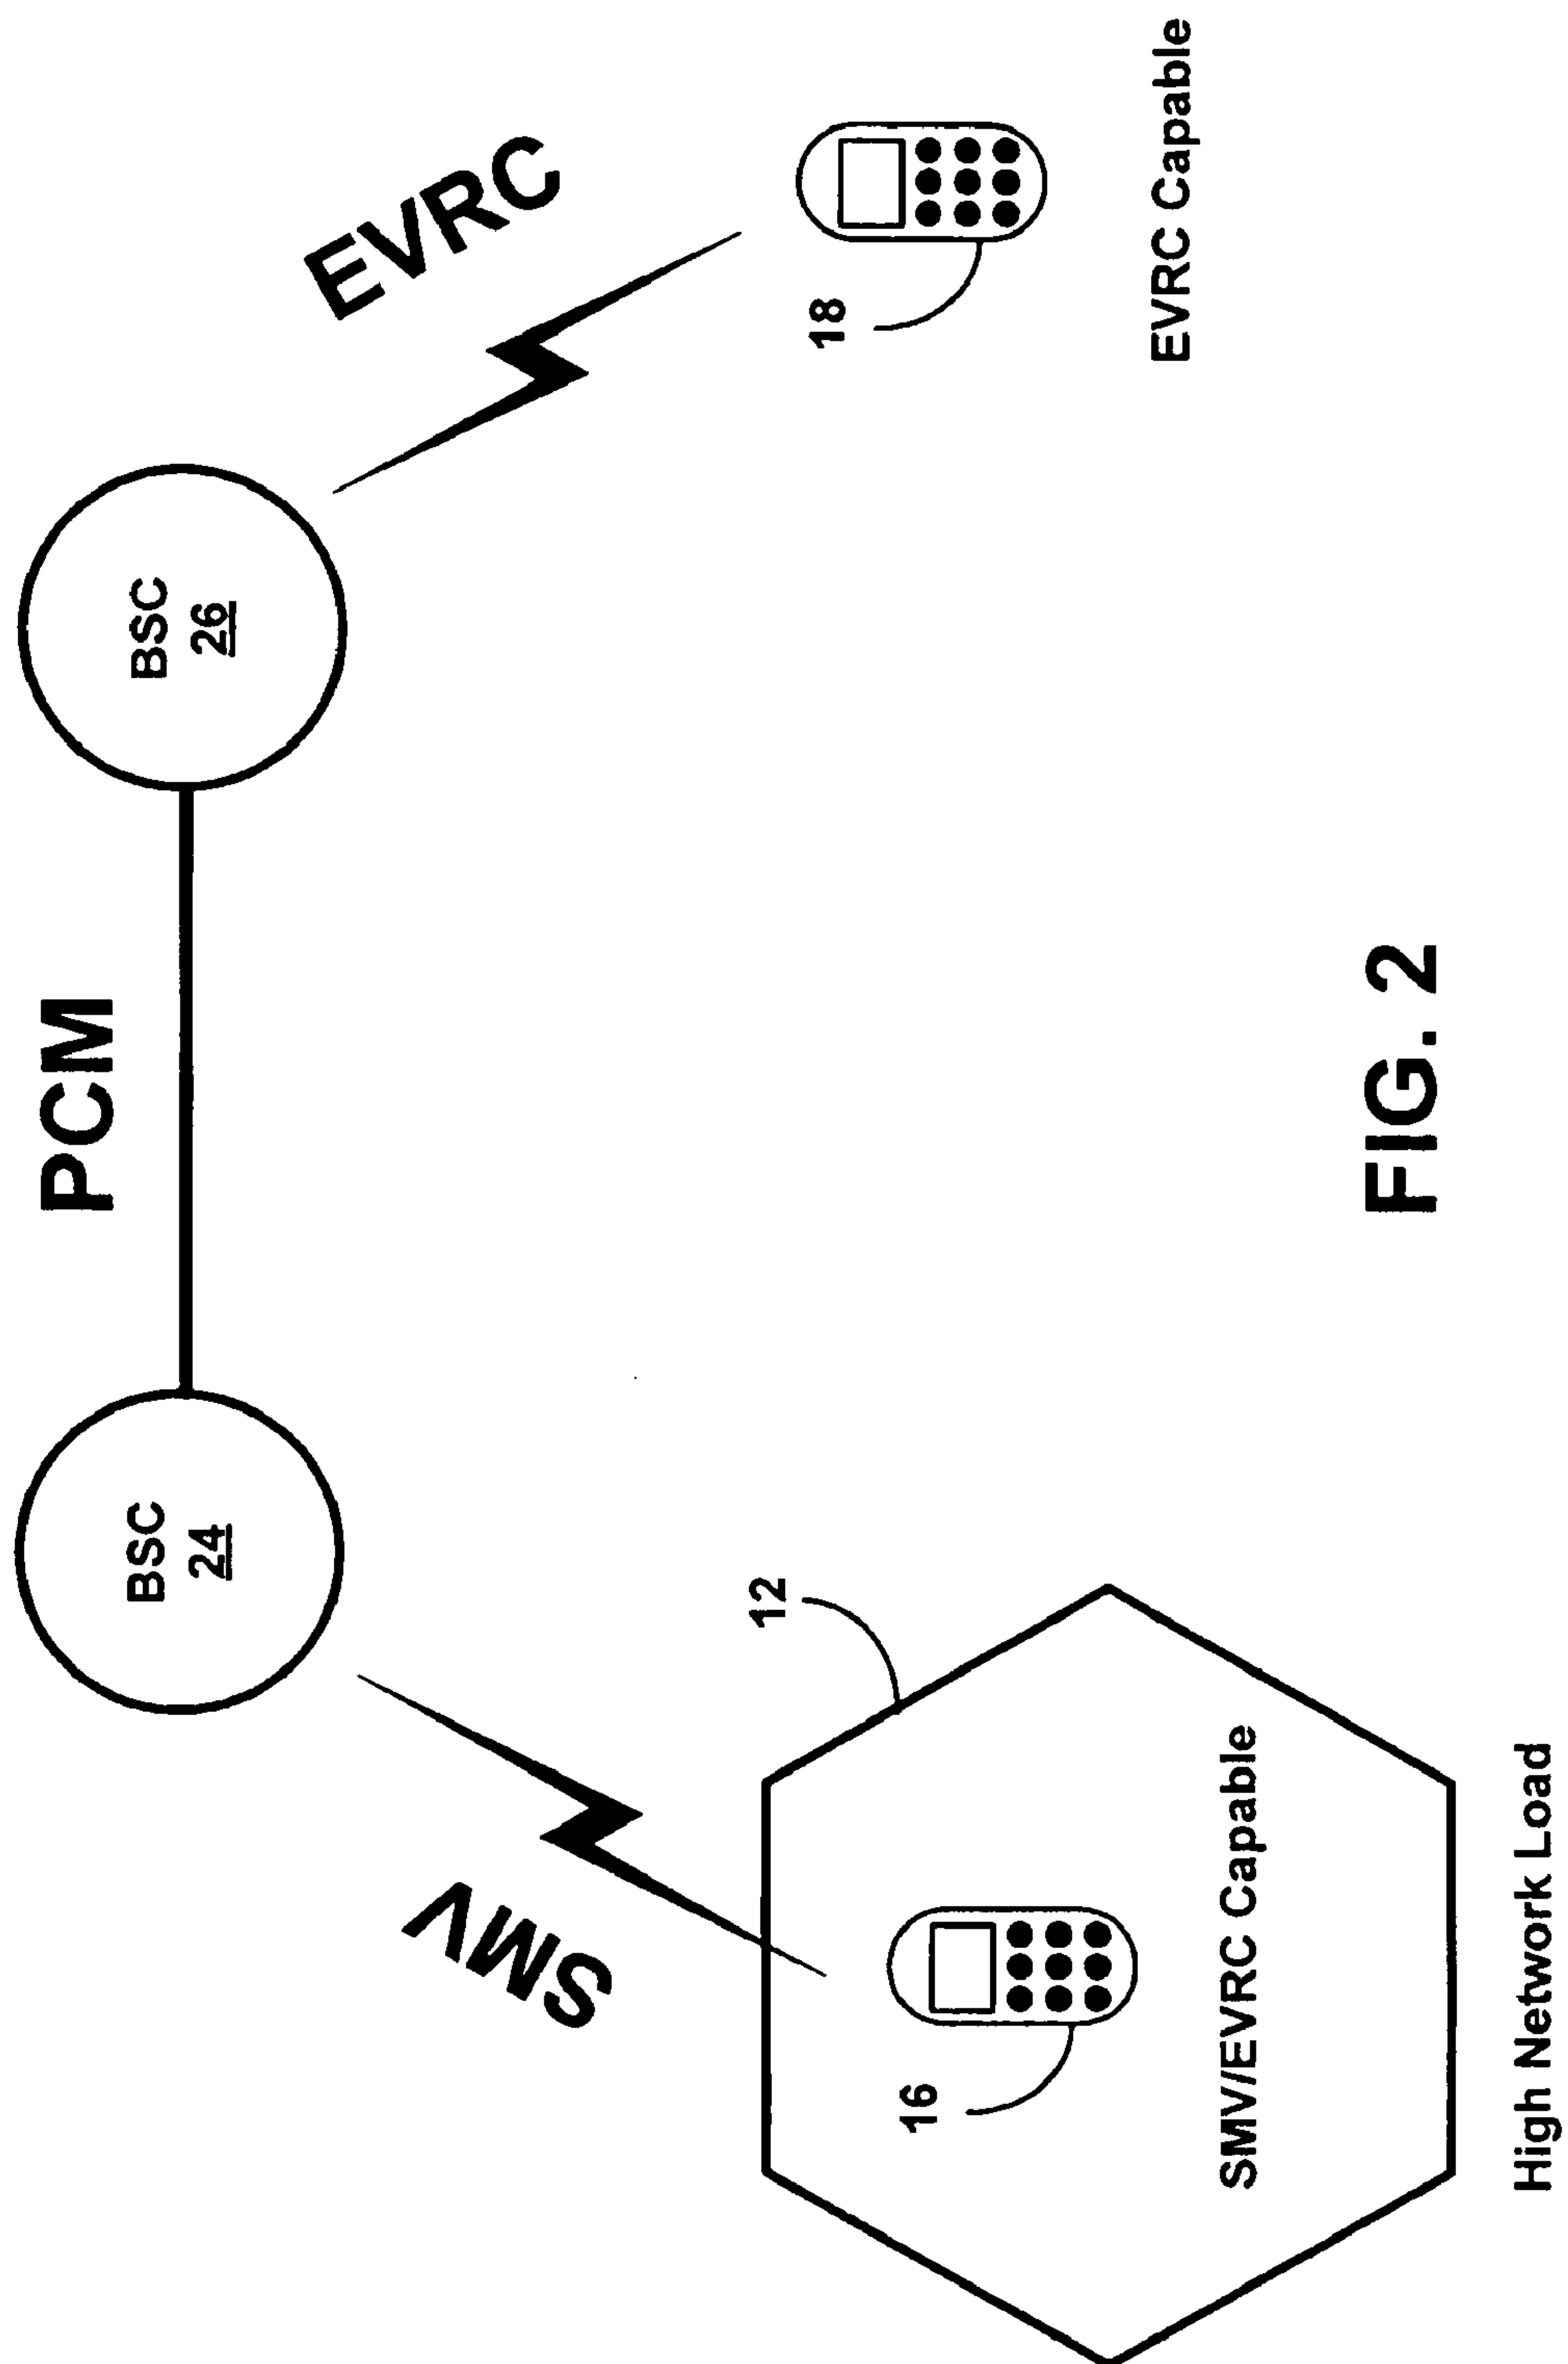 PCM
BSC
24
BSC
26
SMV
EVRC
12
16
18
SMV/EVRC Capable
EVRC Capable
High Network Load
FIG. 2